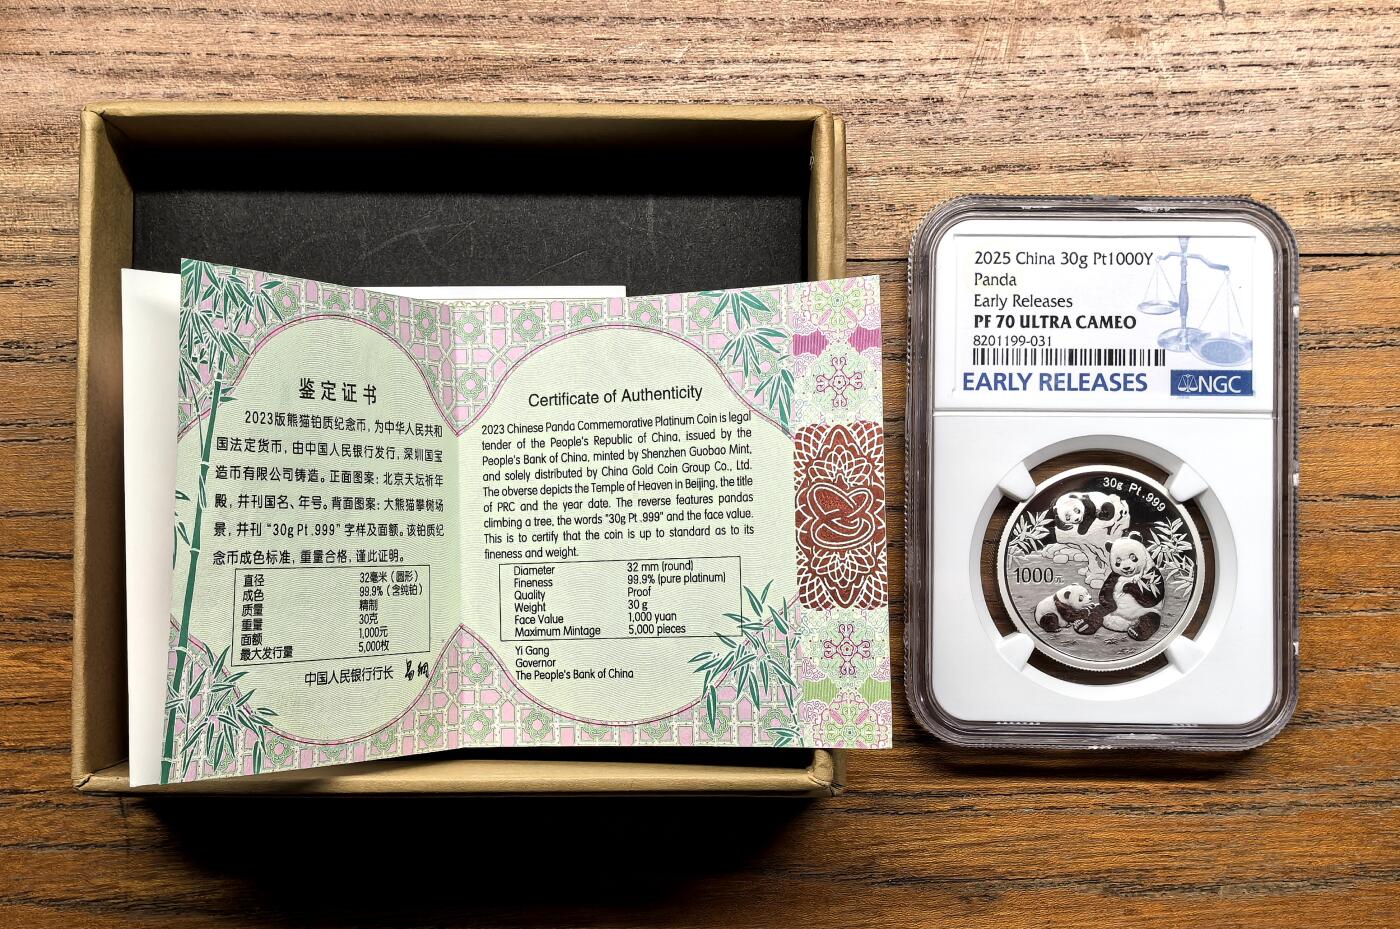 鉴定证书
2023版熊猫铂质纪念币，为中华人民共和
国法定货币，由中国人民银行发行，深圳国宝
造币有限公司铸造。正面图案：北京天坛祈年
殿，并刊国名、年号。背面图案：大熊猫攀树场
景，并刊“30g Pt .999”字样及面额。该铂质纪
念币成色标准，重量合格，谨此证明。
直径 32毫米（圆形）
成色 99.9%（含纯铂）
质量 精制
重量 30克
面额 1,000元
最大发行量 5,000枚
中国人民银行行长 易纲
Certificate of Authenticity
2023 Chinese Panda Commemorative Platinum Coin is legal
tender of the People's Republic of China, issued by the
People's Bank of China, minted by Shenzhen Guobao Mint,
and solely distributed by China Gold Coin Group Co., Ltd.
The obverse depicts the Temple of Heaven in Beijing, the title
of PRC and the year date. The reverse features pandas
climbing a tree, the words "30g Pt .999" and the face value.
This is to certify that the coin is up to standard as to its
fineness and weight.
Diameter 32 mm (round)
Fineness 99.9% (pure platinum)
Quality Proof
Weight 30 g
Face Value 1,000 yuan
Maximum Mintage 5,000 pieces
Yi Gang
Governor
The People's Bank of China
2025 China 30g Pt1000Y
Panda
Early Releases
PF 70 ULTRA CAMEO
8201199-031
EARLY RELEASES NGC
30g Pt .999
1000元